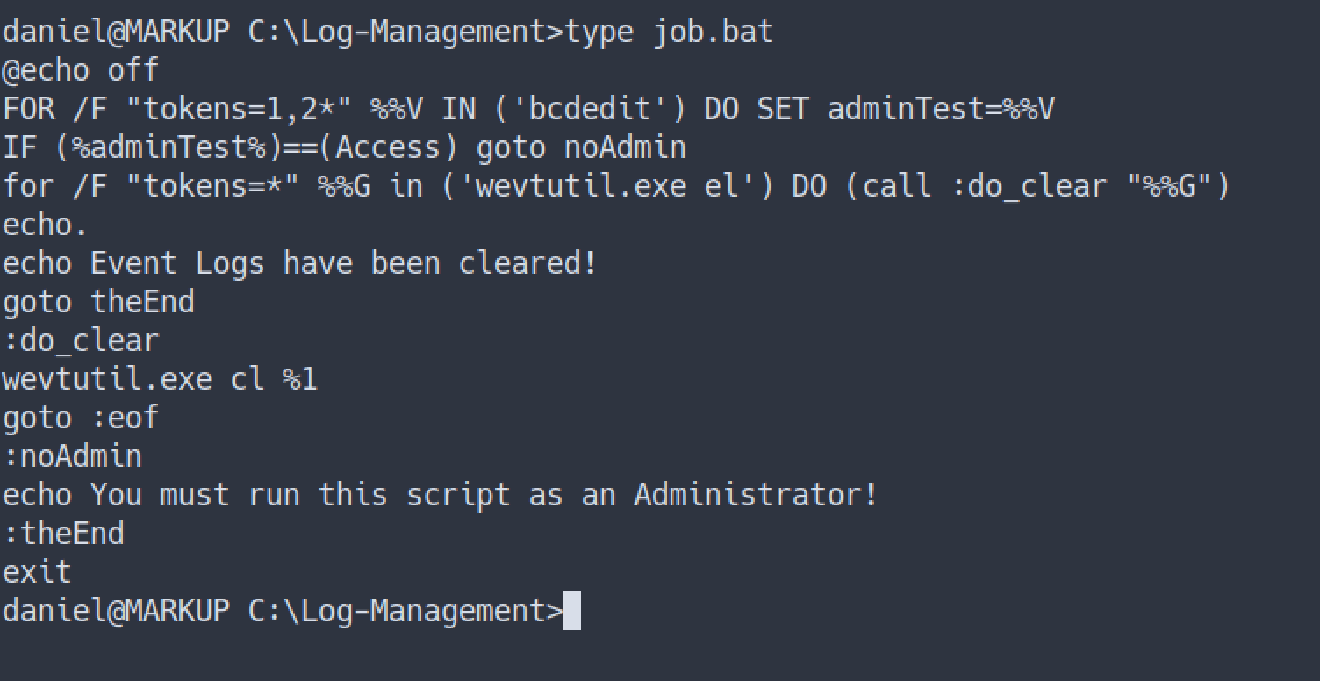 daniel@MARKUP C:\Log-Management>type job.bat
@echo off
FOR /F "tokens=1,2*" %%V IN ('bcdedit') DO SET adminTest=%%V
IF (%adminTest%)==(Access) goto noAdmin
for /F "tokens=*" %%G in ('wevtutil.exe el') DO (call :do_clear "%%G")
echo.
echo Event Logs have been cleared!
goto theEnd
:do_clear
wevtutil.exe cl %1
goto :eof
:noAdmin
echo You must run this script as an Administrator!
:theEnd
exit
daniel@MARKUP C:\Log-Management>